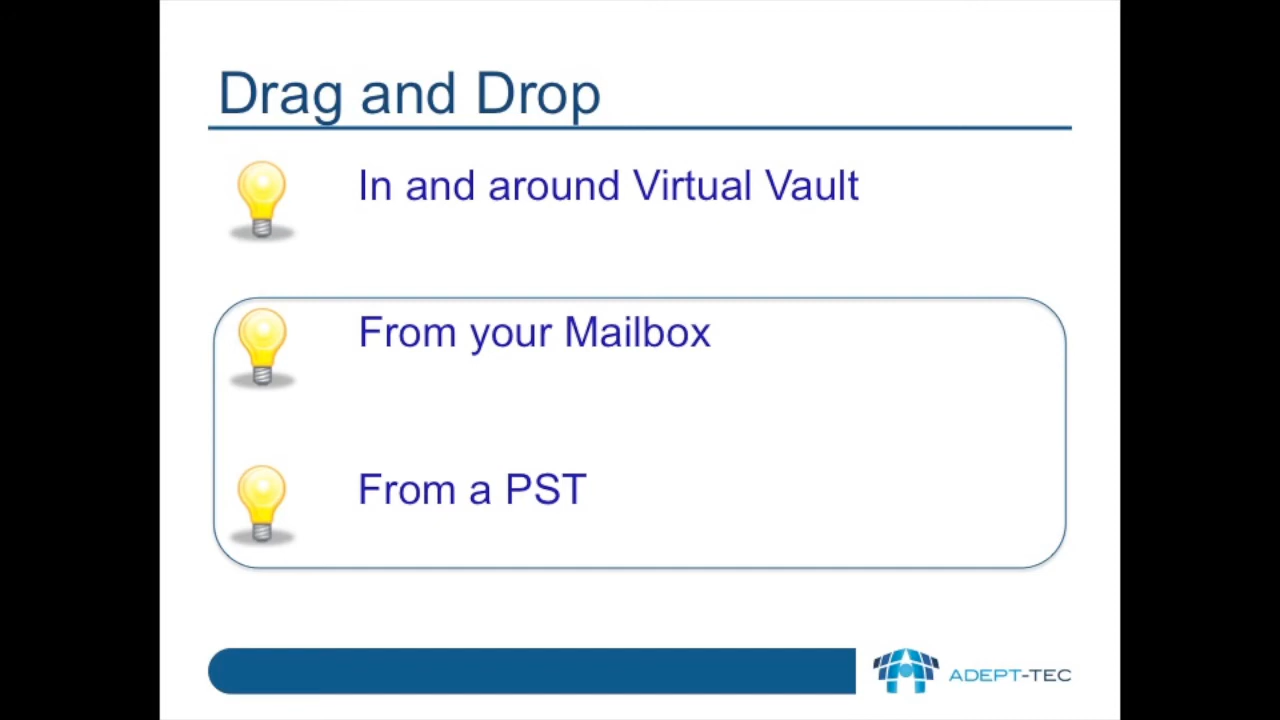 Drag and Drop
In and around Virtual Vault
From your Mailbox
From a PST
ADEPT-TEC